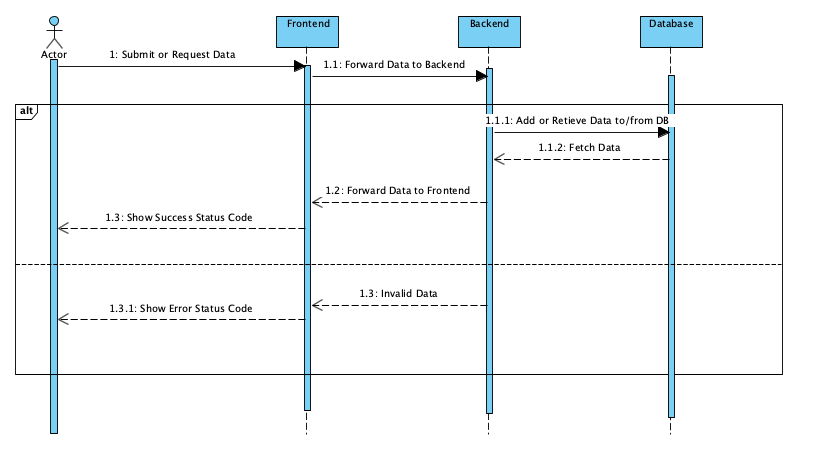 Frontend
Backend
Database
Actor
1: Submit or Request Data
1.1: Forward Data to Backend
alt
1.1.1: Add or Retieve Data to/from DB
1.1.2: Fetch Data
1.2: Forward Data to Frontend
1.3: Show Success Status Code
1.3: Invalid Data
1.3.1: Show Error Status Code